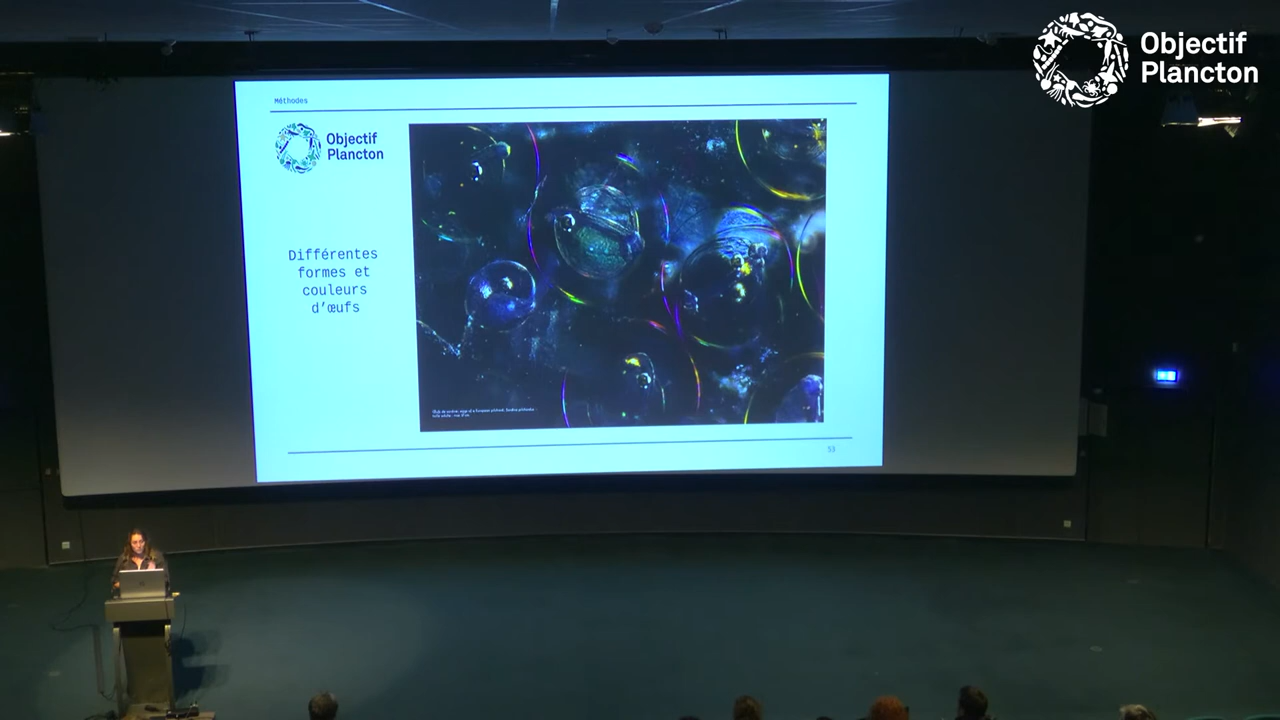 Objectif
Plancton
Méthodes
Objectif
Plancton
Différentes
formes et
couleurs
d'œufs
53